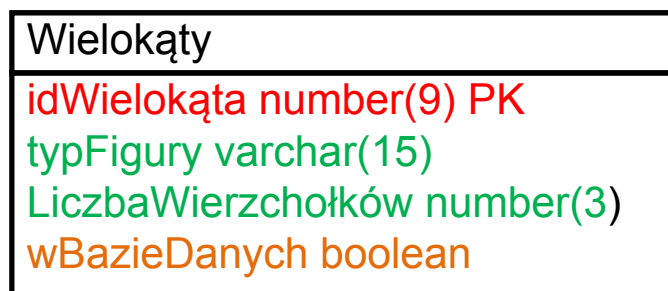 Wielokąty
idWielokąta number(9) PK
typFigury varchar(15)
LiczbaWierzchołków number(3)
wBazieDanych boolean